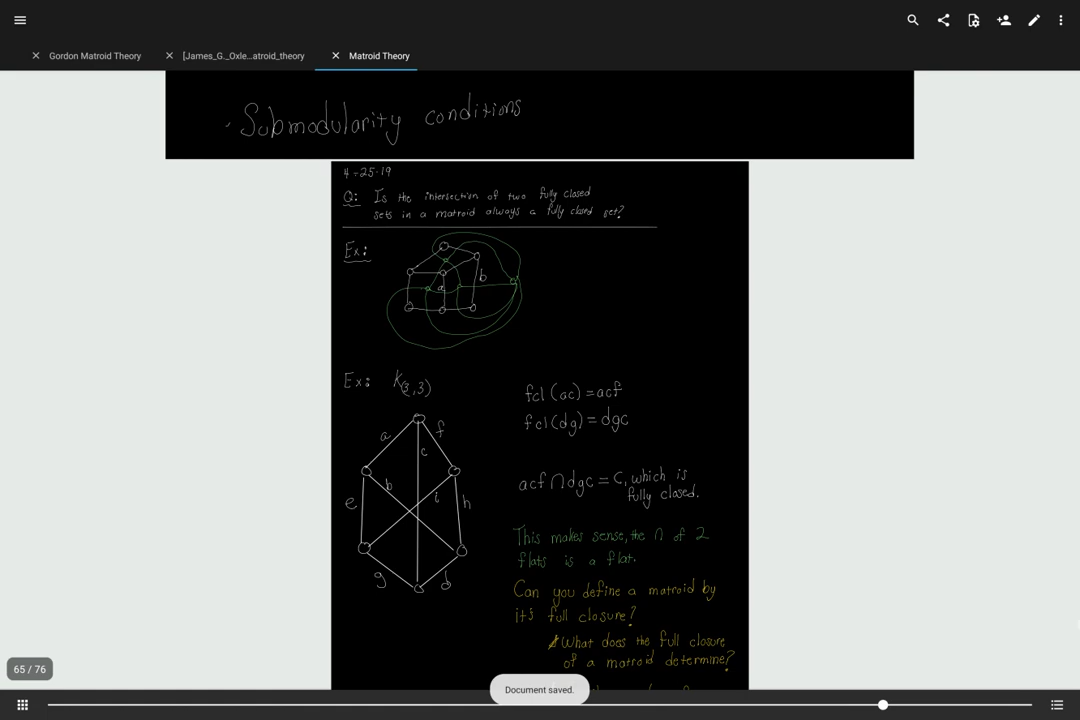 Gordon Matroid Theory
[James_G._Oxle...atroid_theory
Matroid Theory
· Submodularity conditions
4-25-19
Q: Is the intersection of two fully closed
sets in a matroid always a fully closed set?
Ex:
b
a
Ex: K(3,3)
fcl(ac) = acf
fcl(dg) = dgc
a
f
c
b
i
e
h
g
d
acf ∩ dgc = C, which is
fully closed.
This makes sense, the ∩ of 2
flats is a flat.
Can you define a matroid by
it's full closure?
What does the full closure
of a matroid determine?
65 / 76
Document saved.